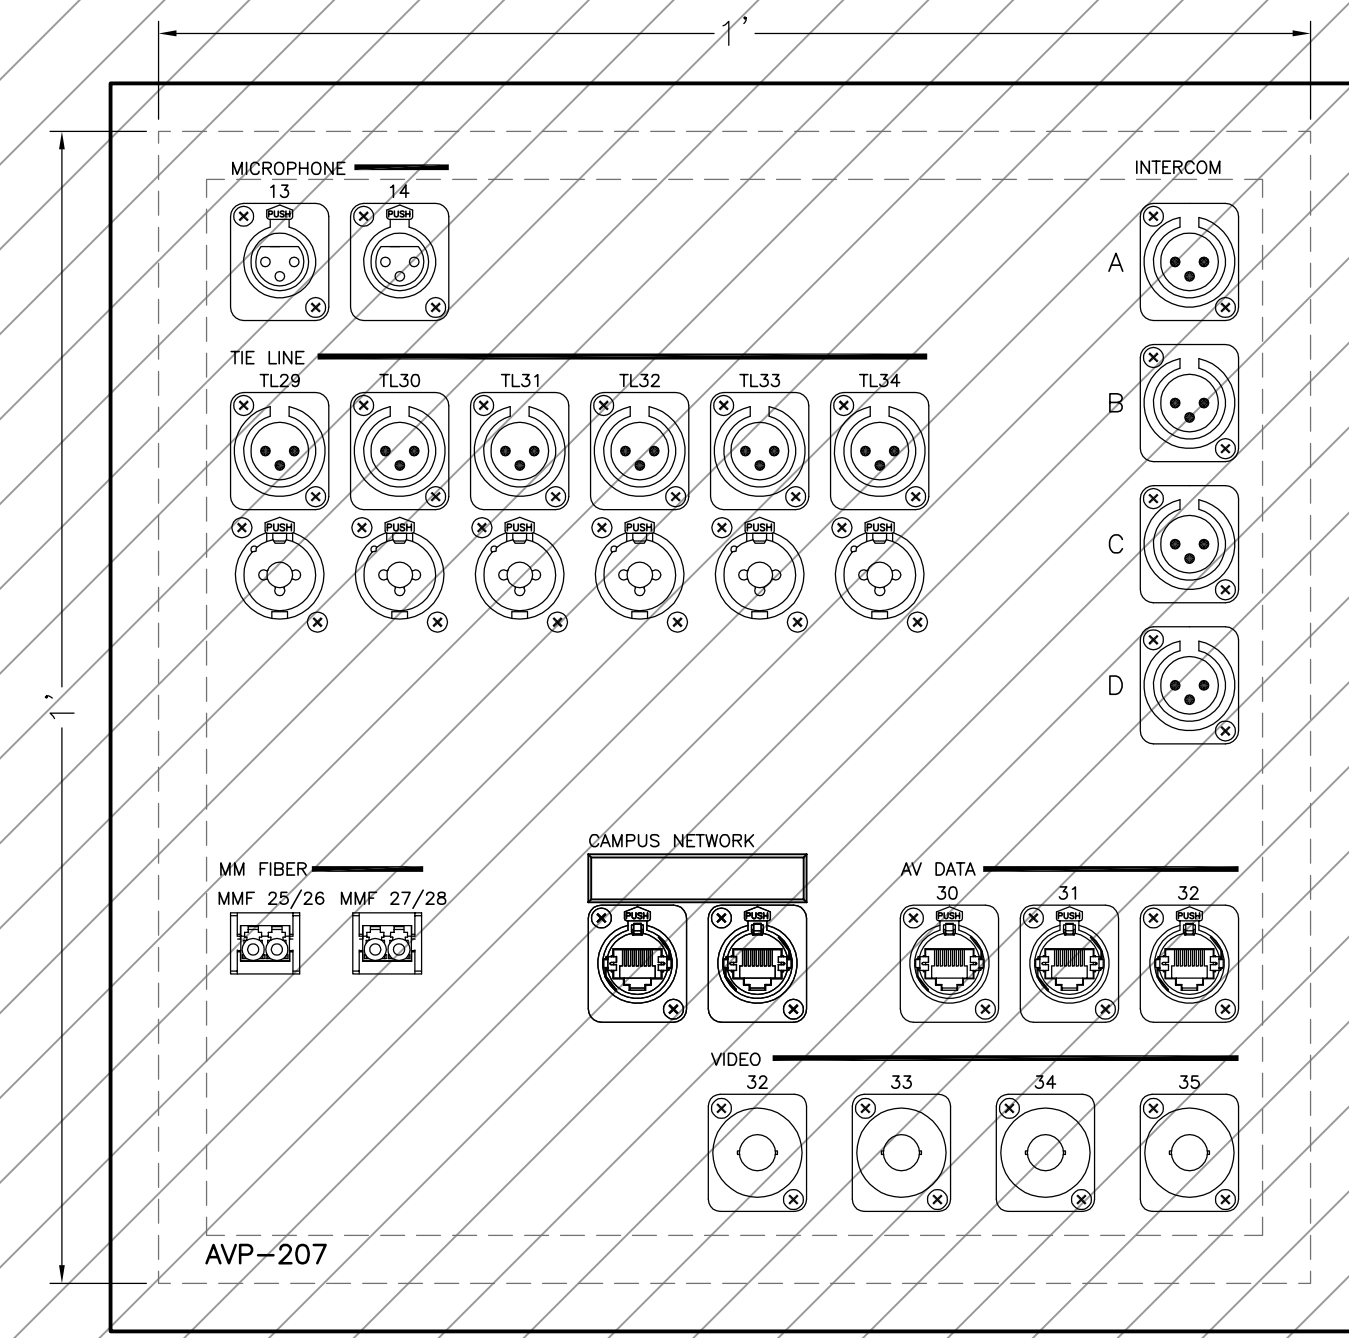 1'
MICROPHONE
INTERCOM
13 14
PUSH PUSH
A
TIE LINE
TL29 TL30 TL31 TL32 TL33 TL34
B
PUSH PUSH PUSH PUSH PUSH PUSH
C
D
1'
CAMPUS NETWORK
MM FIBER
AV DATA
MMF 25/26 MMF 27/28
30 31 32
PUSH PUSH PUSH PUSH PUSH
VIDEO
32 33 34 35
AVP-207